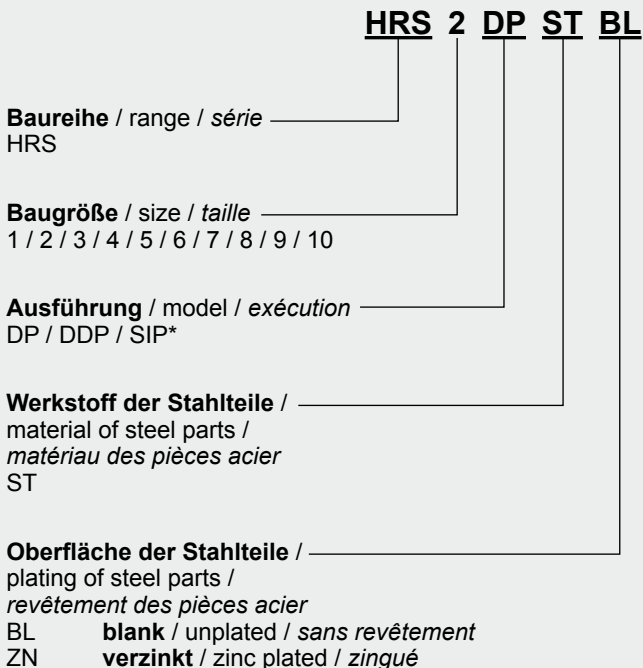 HRS 2 DP ST BL
Baureihe / range / série
HRS
Baugröße / size / taille
1 / 2 / 3 / 4 / 5 / 6 / 7 / 8 / 9 / 10
Ausführung / model / exécution
DP / DDP / SIP*
Werkstoff der Stahlteile /
material of steel parts /
matériau des pièces acier
ST
Oberfläche der Stahlteile /
plating of steel parts /
revêtement des pièces acier
BL blank / unplated / sans revêtement
ZN verzinkt / zinc plated / zingué